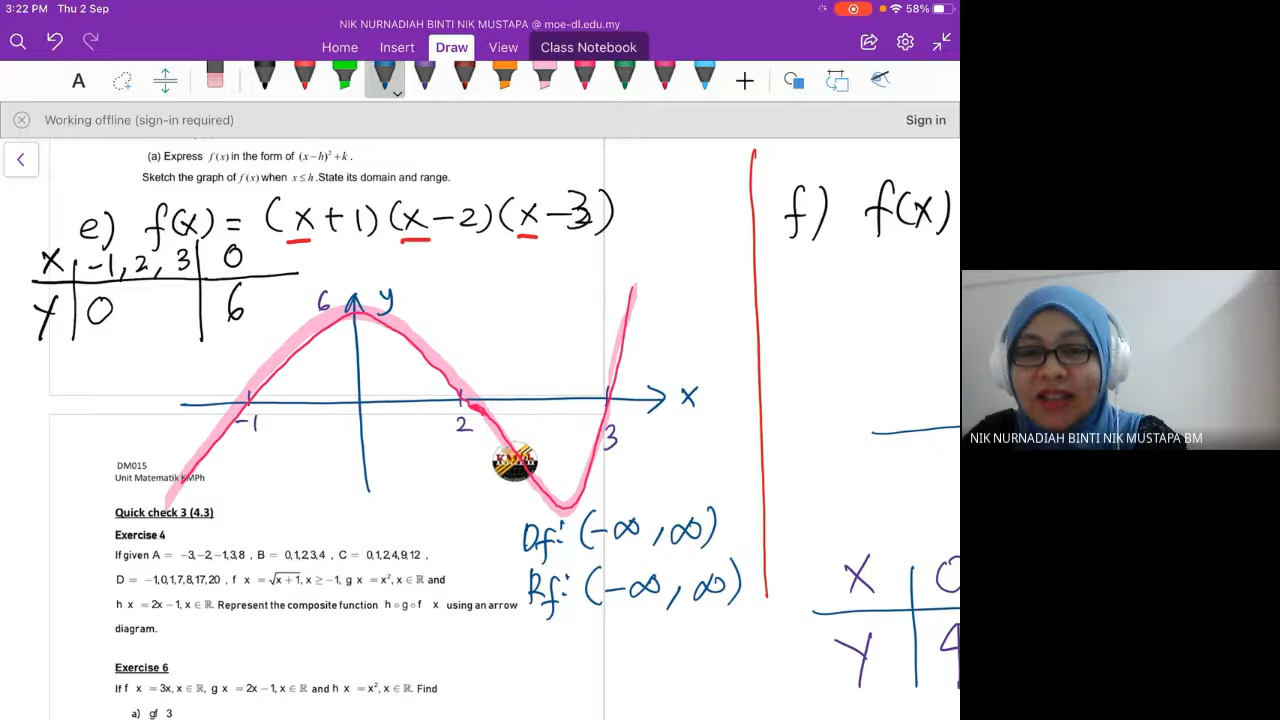 3:22 PM Thu 2 Sep
58%
NIK NURNADIAH BINTI NIK MUSTAPA @ moe-dl.edu.my
Home Insert Draw View Class Notebook
A
Working offline (sign-in required)
Sign in
(a) Express f(x) in the form of (x-h)²+k.
Sketch the graph of f(x) when x≤h. State its domain and range.
e) f(x) = (x+1)(x-2)(x-3)
x -1, 2, 3 0
y 0 6
6 y
x
-1 2 3
f) f(x)
DM015
Unit Matematik KMPh
Quick check 3 (4.3)
Exercise 4
If given A = -3,-2,-1,3,8 , B = 0,1,2,3,4 , C = 0,1,2,4,9,12 ,
D = -1,0,1,7,8,17,20 , f x = √x+1, x ≥ -1, g x = x², x ∈ ℝ and
h x = 2x-1, x ∈ ℝ. Represent the composite function h∘g∘f x using an arrow
diagram.
Df: (-∞, ∞)
Rf: (-∞, ∞)
x 0
y 4
Exercise 6
If f x = 3x, x ∈ ℝ, g x = 2x-1, x ∈ ℝ and h x = x², x ∈ ℝ. Find
a) gf 3
NIK NURNADIAH BINTI NIK MUSTAPA BM